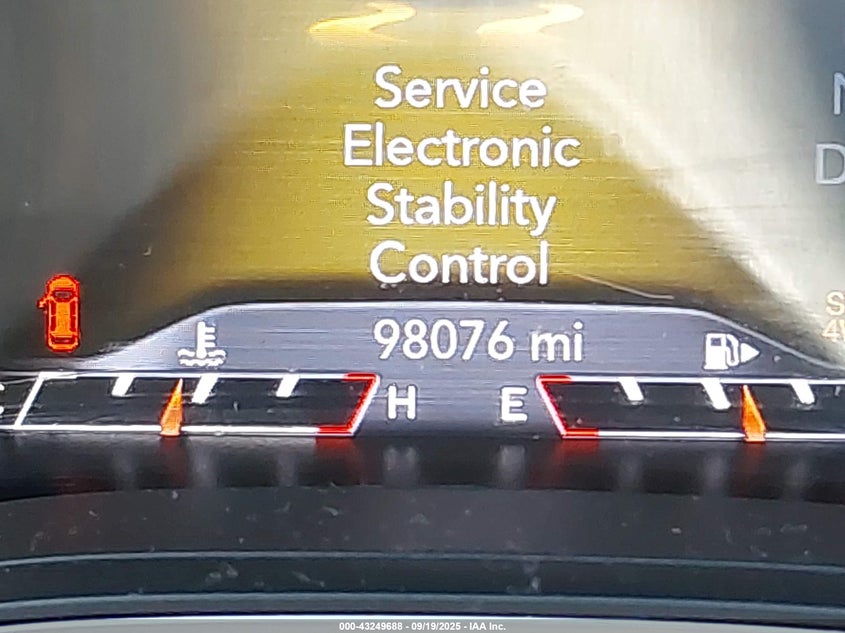 Service
Electronic
Stability
Control
98076 mi
H E
000-43249688 - 09/19/2025 - IAA Inc.